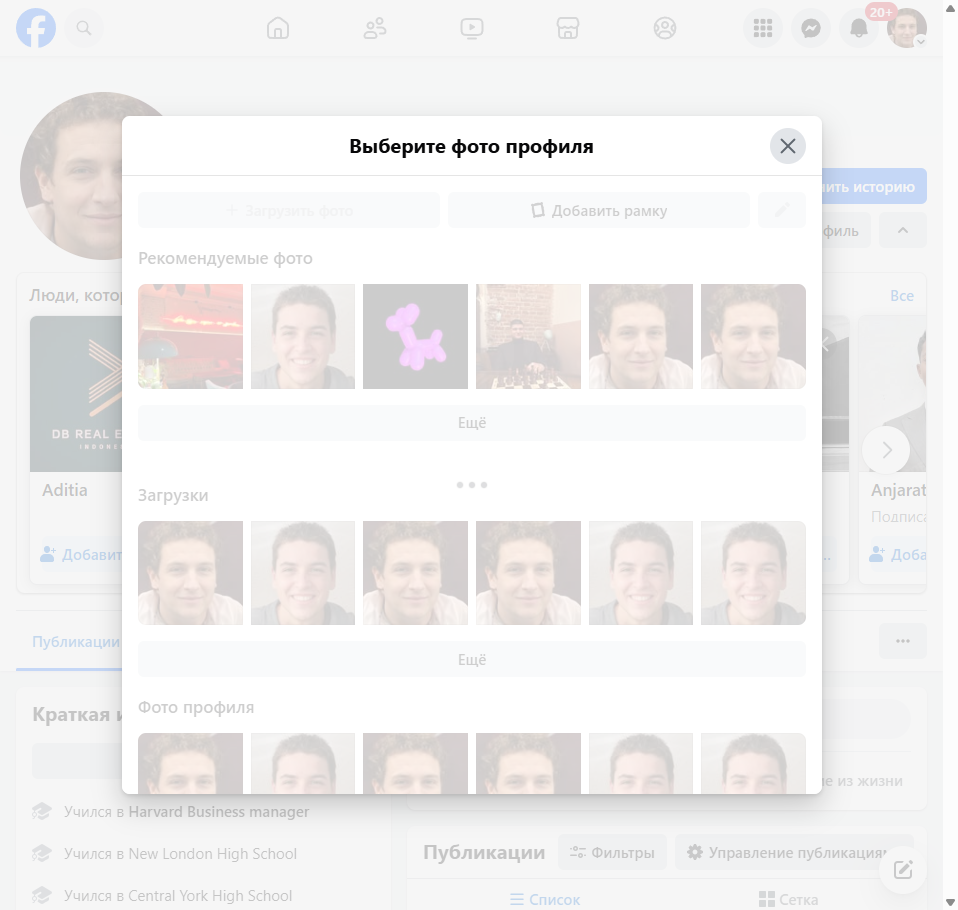 20+
Выберите фото профиля
ить историю
+ Загрузить фото
Добавить рамку
филь
Рекомендуемые фото
Люди, котор
Все
DB REAL E
INDONE
Ещё
Aditia
Anjarat
Загрузки
Подписа
Добавит
Доба
Публикации
Ещё
Фото профиля
Краткая и
е из жизни
Учился в Harvard Business manager
Публикации
Фильтры
Управление публикациям
Учился в New London High School
Учился в Central York High School
Список
Сетка